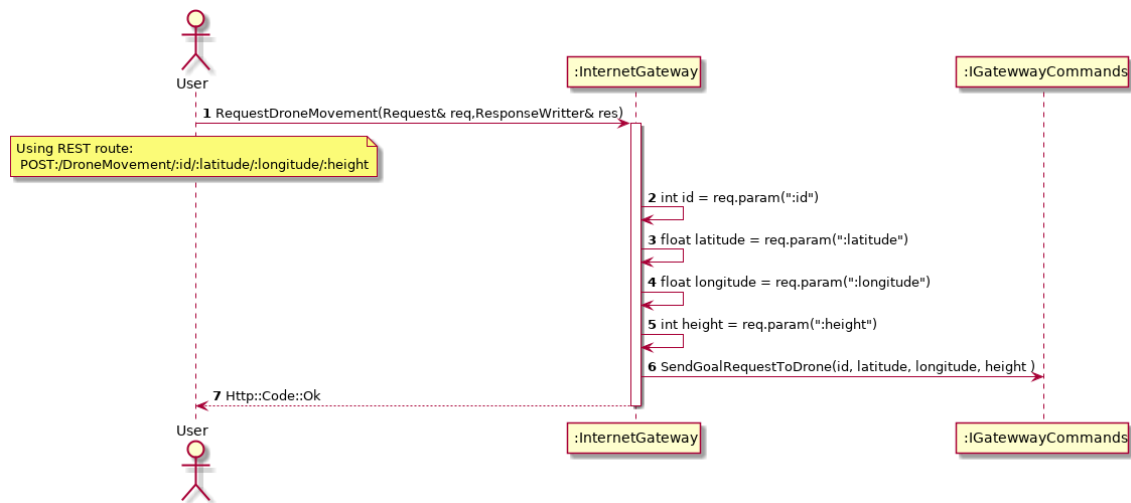 User
:InternetGateway
:IGatewwayCommands
1 RequestDroneMovement(Request& req,ResponseWritter& res)
Using REST route:
POST:/DroneMovement/:id/:latitude/:longitude/:height
2 int id = req.param(":id")
3 float latitude = req.param(":latitude")
4 float longitude = req.param(":longitude")
5 int height = req.param(":height")
6 SendGoalRequestToDrone(id, latitude, longitude, height )
7 Http::Code::Ok
User
:InternetGateway
:IGatewwayCommands